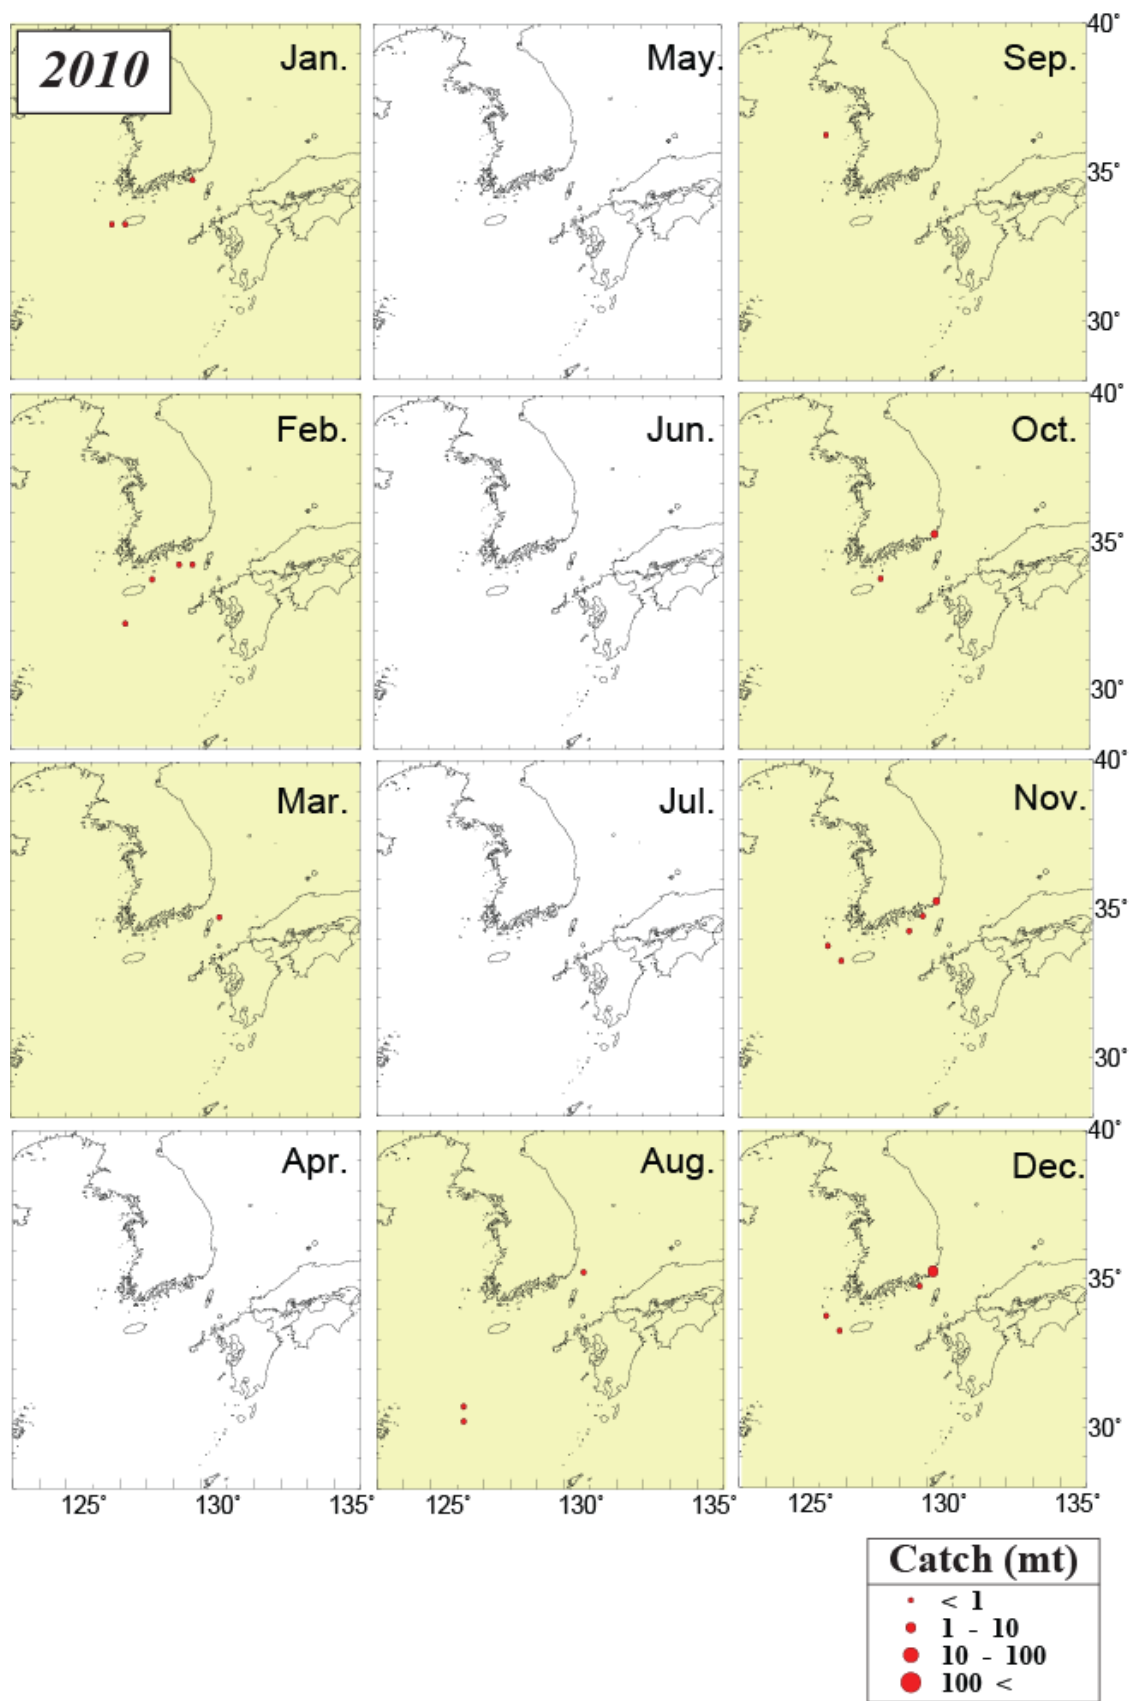 2010
Jan.
May.
Sep.
40°
35°
30°
Feb.
Jun.
Oct.
40°
35°
30°
Mar.
Jul.
Nov.
40°
35°
30°
Apr.
Aug.
Dec.
40°
35°
30°
125° 130° 135° 125° 130° 135° 125° 130° 135°
Catch (mt)
< 1
1 - 10
10 - 100
100 <